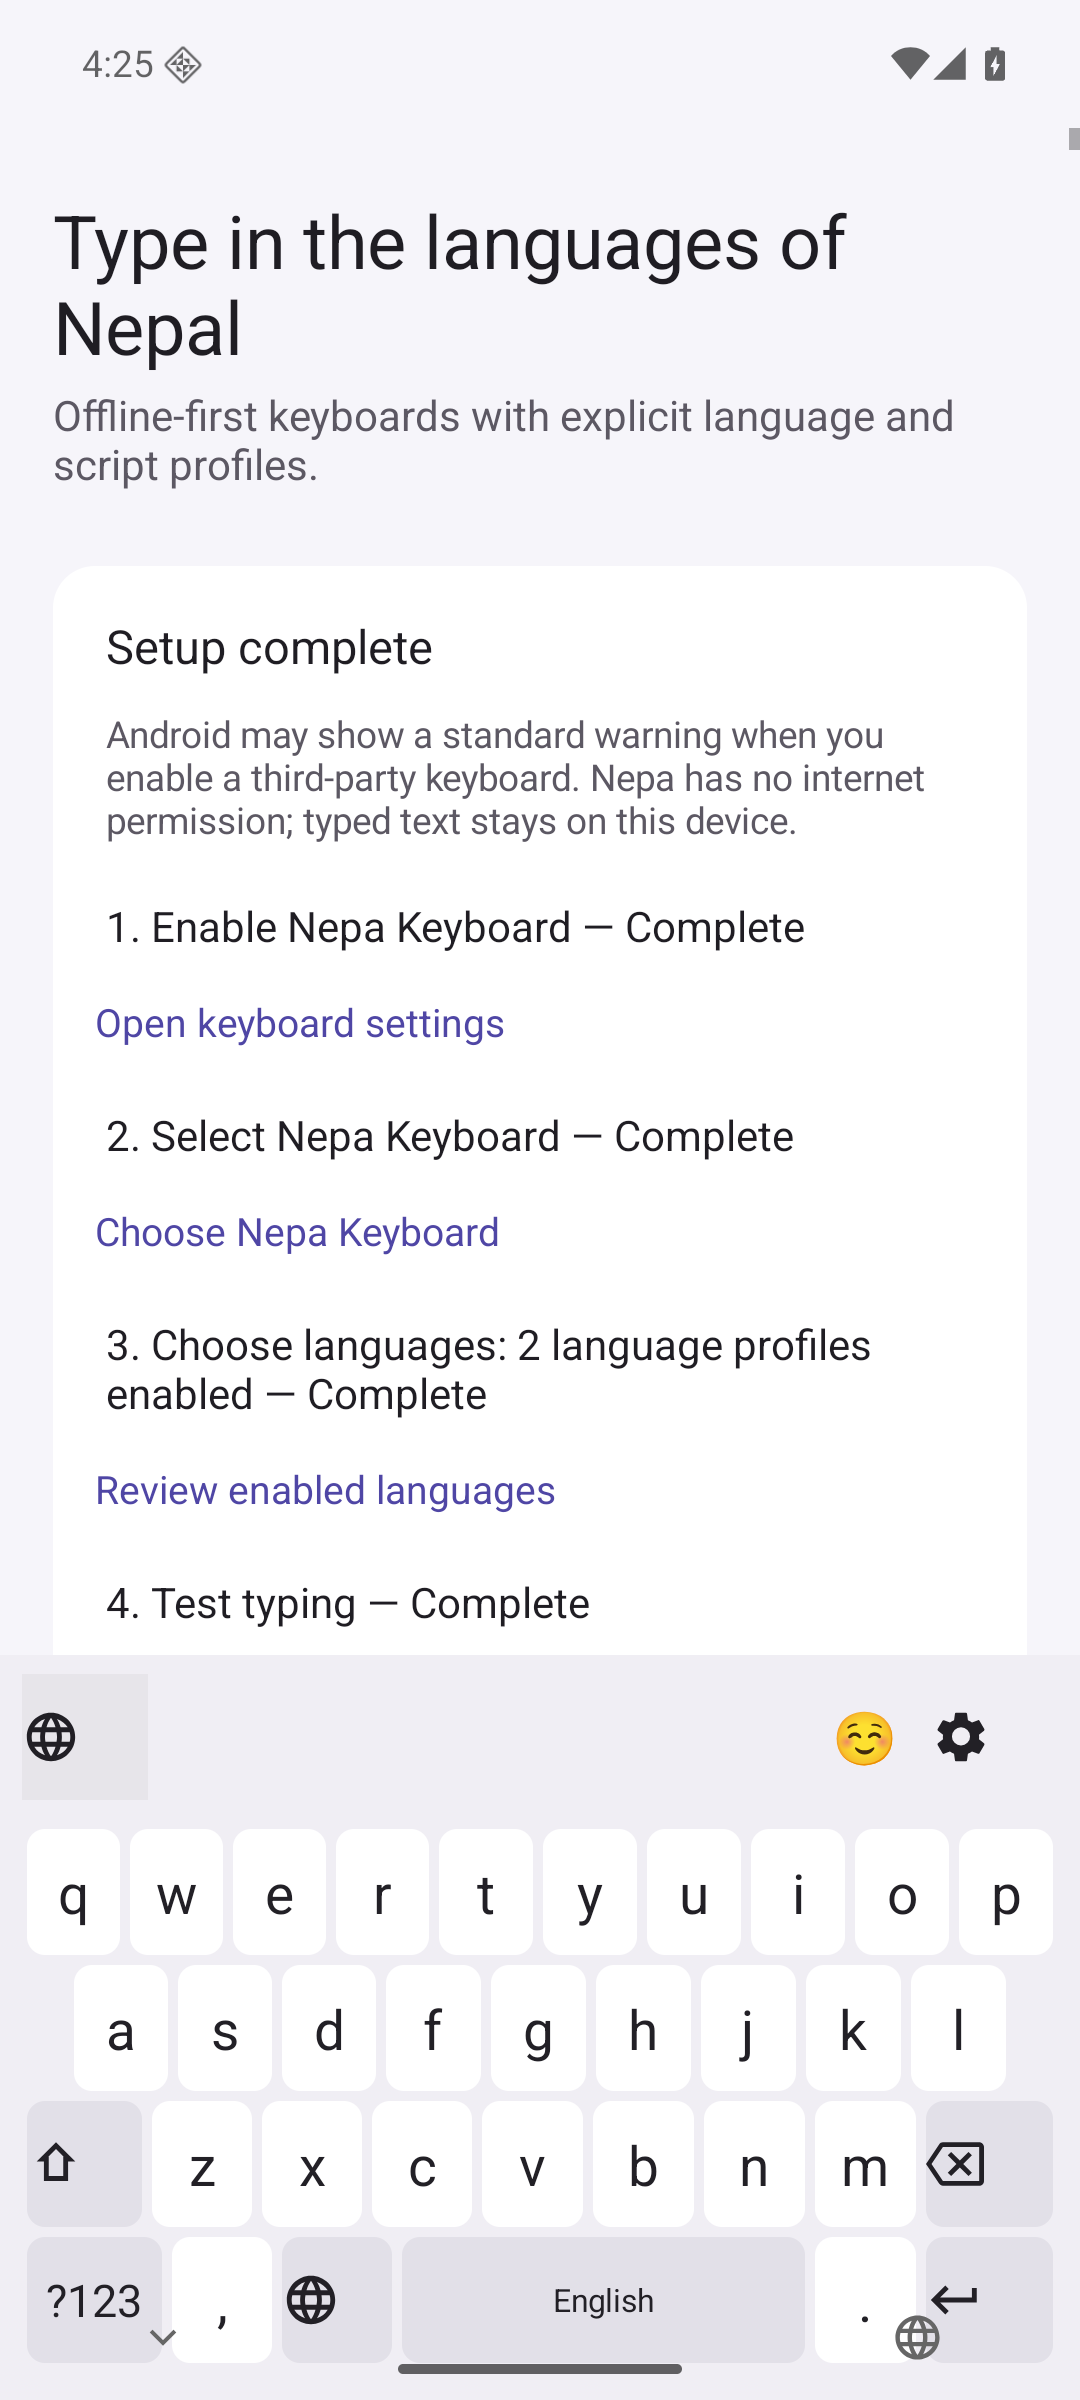 4:25
Type in the languages of
Nepal
Offline-first keyboards with explicit language and
script profiles.
Setup complete
Android may show a standard warning when you
enable a third-party keyboard. Nepa has no internet
permission; typed text stays on this device.
1. Enable Nepa Keyboard — Complete
Open keyboard settings
2. Select Nepa Keyboard — Complete
Choose Nepa Keyboard
3. Choose languages: 2 language profiles
enabled — Complete
Review enabled languages
4. Test typing — Complete
q w e r t y u i o p
a s d f g h j k l
z x c v b n m
?123 , English .